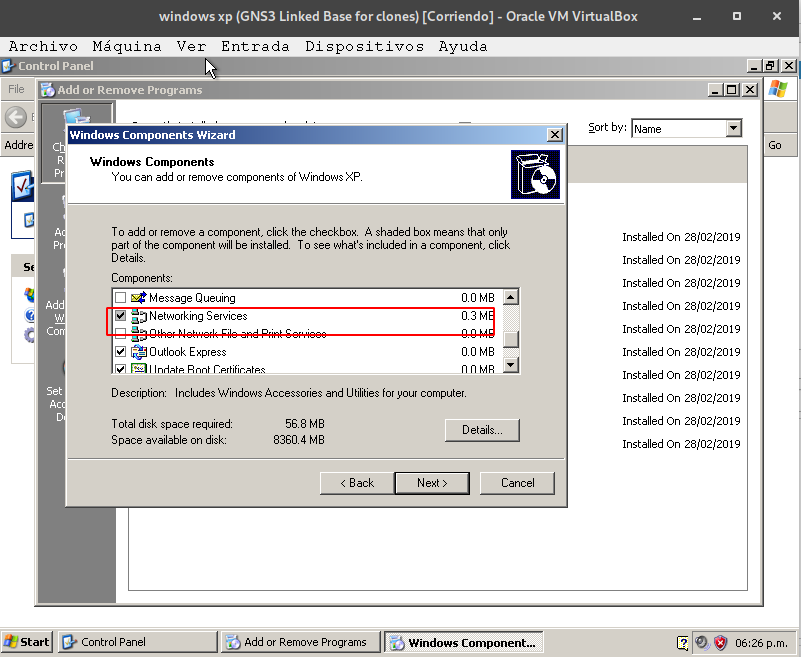 windows xp (GNS3 Linked Base for clones) [Corriendo] - Oracle VM VirtualBox
Archivo Máquina Ver Entrada Dispositivos Ayuda
Control Panel
File
Add or Remove Programs
Sort by: Name
Addre
Go
Windows Components Wizard
Windows Components
You can add or remove components of Windows XP.
To add or remove a component, click the checkbox. A shaded box means that only
part of the component will be installed. To see what's included in a component, click
Details.
Components:
Message Queuing 0.0 MB
Networking Services 0.3 MB
Other Network File and Print Services 0.0 MB
Outlook Express 0.0 MB
Update Root Certificates 0.0 MB
Description: Includes Windows Accessories and Utilities for your computer.
Total disk space required: 56.8 MB
Space available on disk: 8360.4 MB
Details...
< Back
Next >
Cancel
Installed On 28/02/2019
Installed On 28/02/2019
Installed On 28/02/2019
Installed On 28/02/2019
Installed On 28/02/2019
Installed On 28/02/2019
Installed On 28/02/2019
Installed On 28/02/2019
Installed On 28/02/2019
Installed On 28/02/2019
Set
Start
Control Panel
Add or Remove Programs
Windows Component...
06:26 p.m.